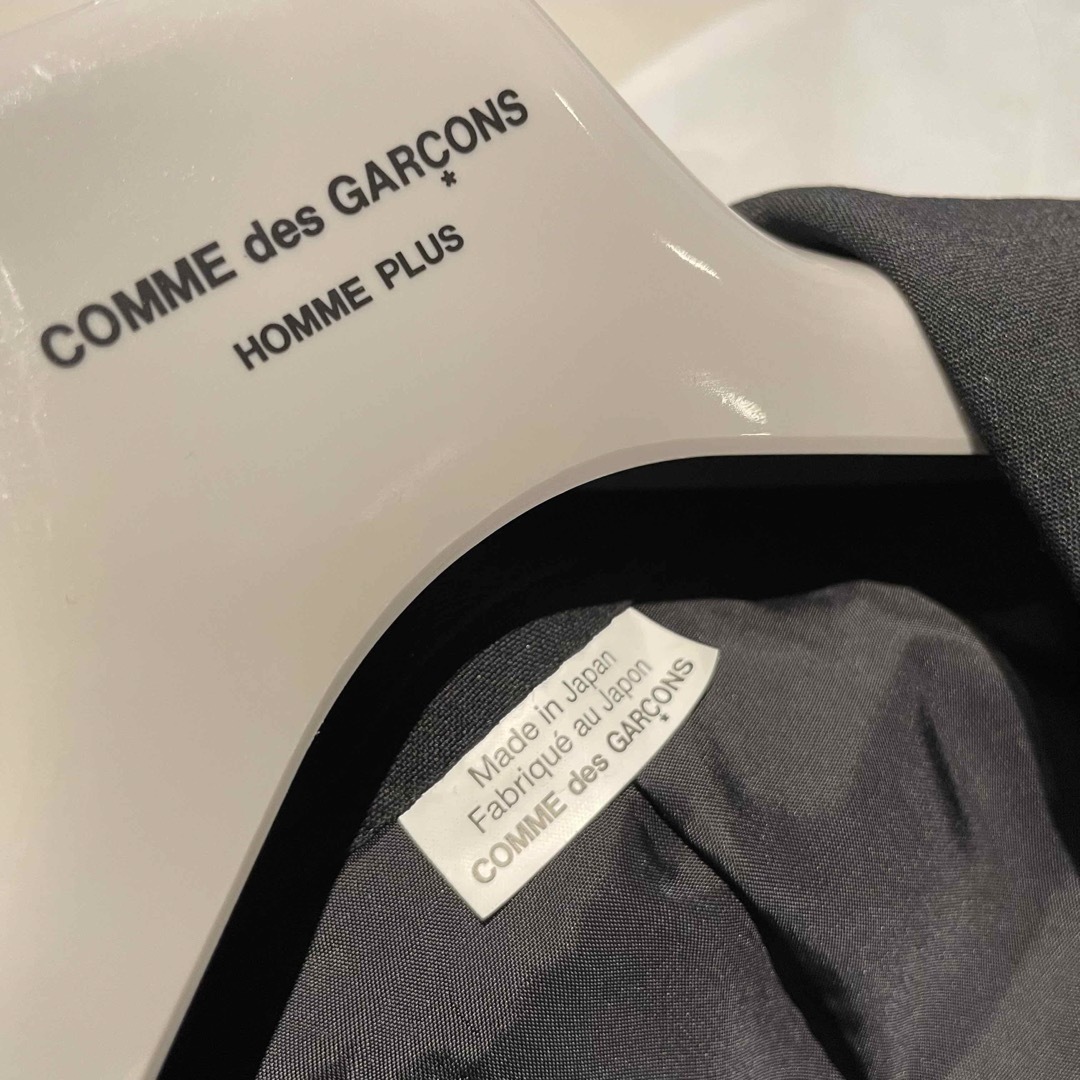 COMME des GARÇONS
HOMME PLUS
Made in Japan
Fabriqué au Japon
COMME des GARÇONS